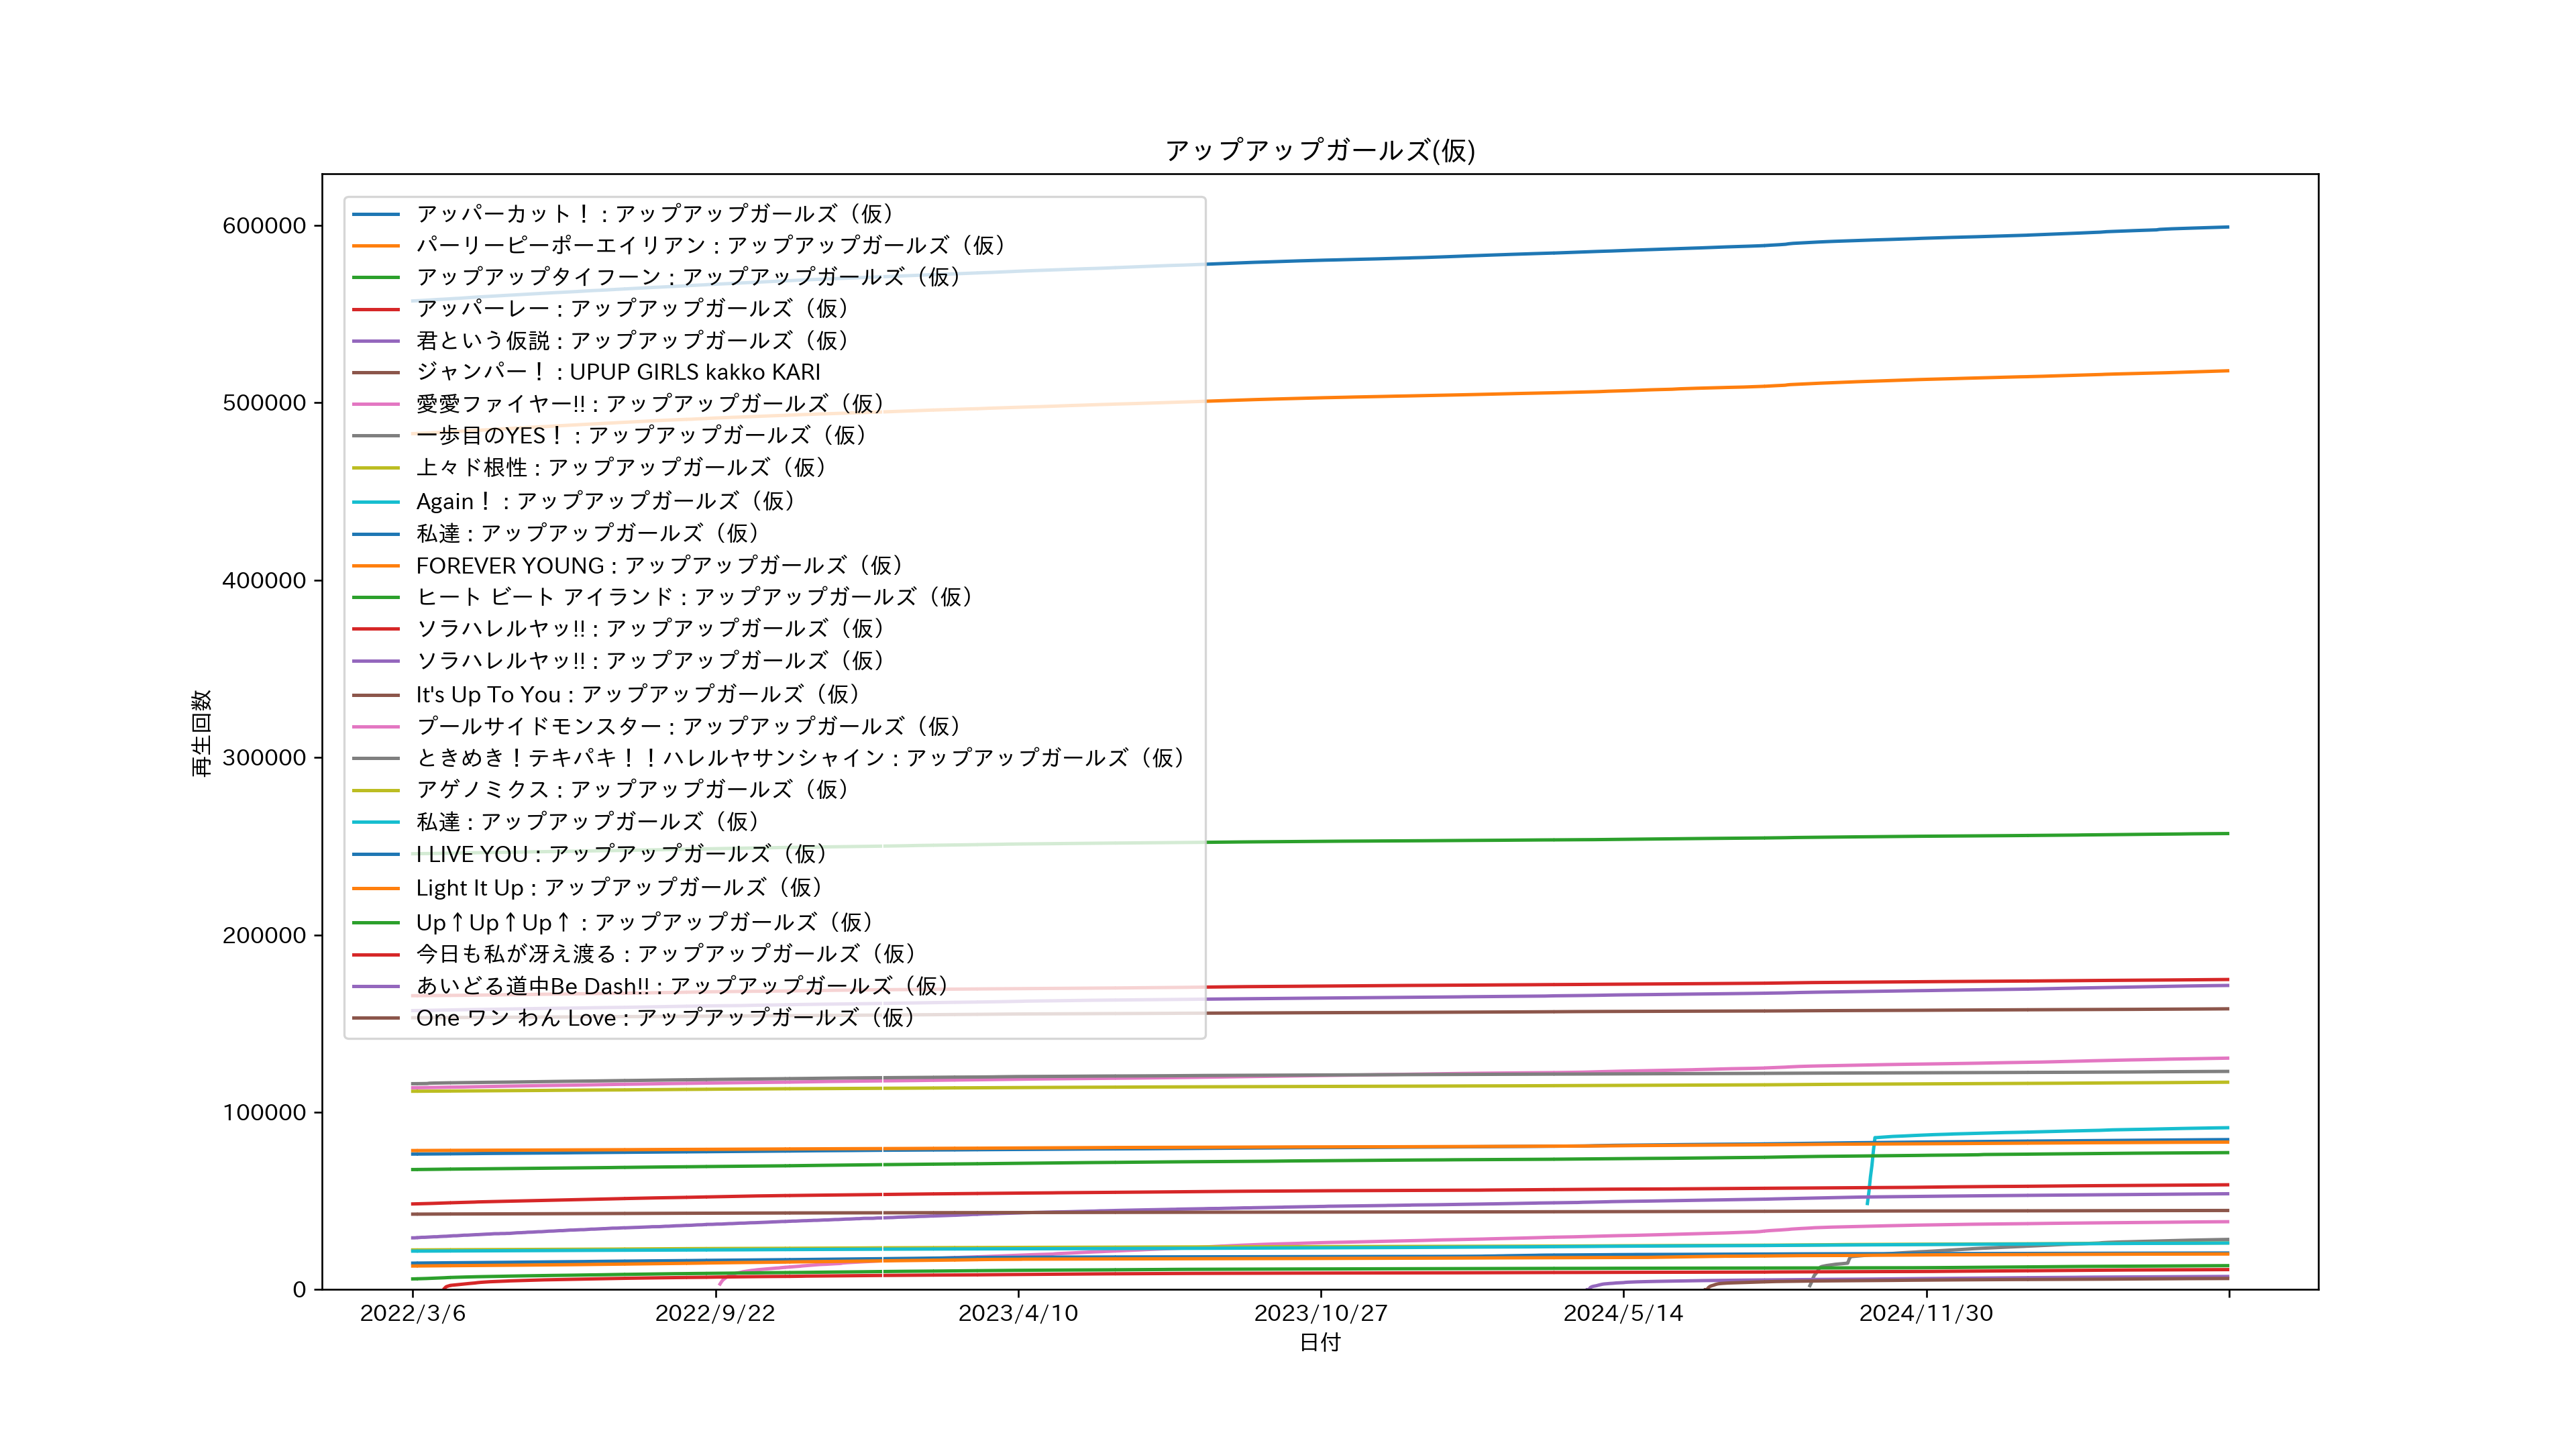 アップアップガールズ(仮)
アッパーカット！ : アップアップガールズ（仮）
パーリーピーポーエイリアン : アップアップガールズ（仮）
アップアップタイフーン : アップアップガールズ（仮）
アッパーレー : アップアップガールズ（仮）
君という仮説 : アップアップガールズ（仮）
ジャンパー！ : UPUP GIRLS kakko KARI
愛愛ファイヤー!! : アップアップガールズ（仮）
一歩目のYES！ : アップアップガールズ（仮）
上々ド根性 : アップアップガールズ（仮）
Again！ : アップアップガールズ（仮）
私達 : アップアップガールズ（仮）
FOREVER YOUNG : アップアップガールズ（仮）
ヒート ビート アイランド : アップアップガールズ（仮）
ソラハレルヤッ!! : アップアップガールズ（仮）
ソラハレルヤッ!! : アップアップガールズ（仮）
It's Up To You : アップアップガールズ（仮）
プールサイドモンスター : アップアップガールズ（仮）
ときめき！テキパキ！！ハレルヤサンシャイン : アップアップガールズ（仮）
アゲノミクス : アップアップガールズ（仮）
私達 : アップアップガールズ（仮）
I LIVE YOU : アップアップガールズ（仮）
Light It Up : アップアップガールズ（仮）
Up↑Up↑Up↑ : アップアップガールズ（仮）
今日も私が冴え渡る : アップアップガールズ（仮）
あいどる道中Be Dash!! : アップアップガールズ（仮）
One ワン わん Love : アップアップガールズ（仮）
再生回数
600000
500000
400000
300000
200000
100000
0
2022/3/6
2022/9/22
2023/4/10
2023/10/27
2024/5/14
2024/11/30
日付